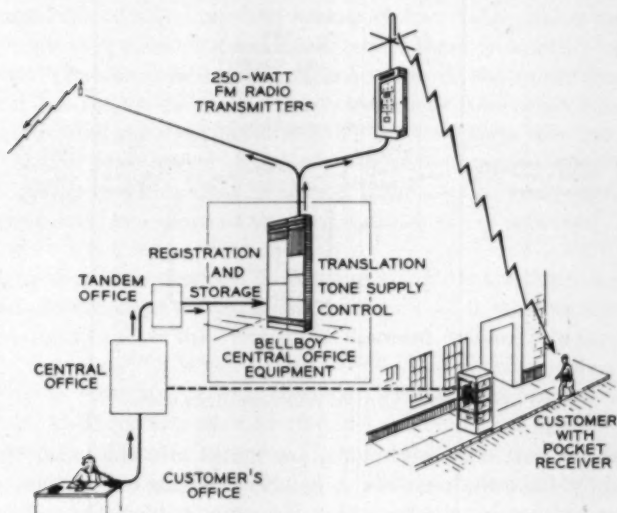 250-WATT
FM RADIO
TRANSMITTERS
REGISTRATION
AND
STORAGE
TRANSLATION
TONE SUPPLY
CONTROL
TANDEM
OFFICE
BELLBOY
CENTRAL OFFICE
EQUIPMENT
CENTRAL
OFFICE
CUSTOMER
WITH
POCKET
RECEIVER
CUSTOMER'S
OFFICE